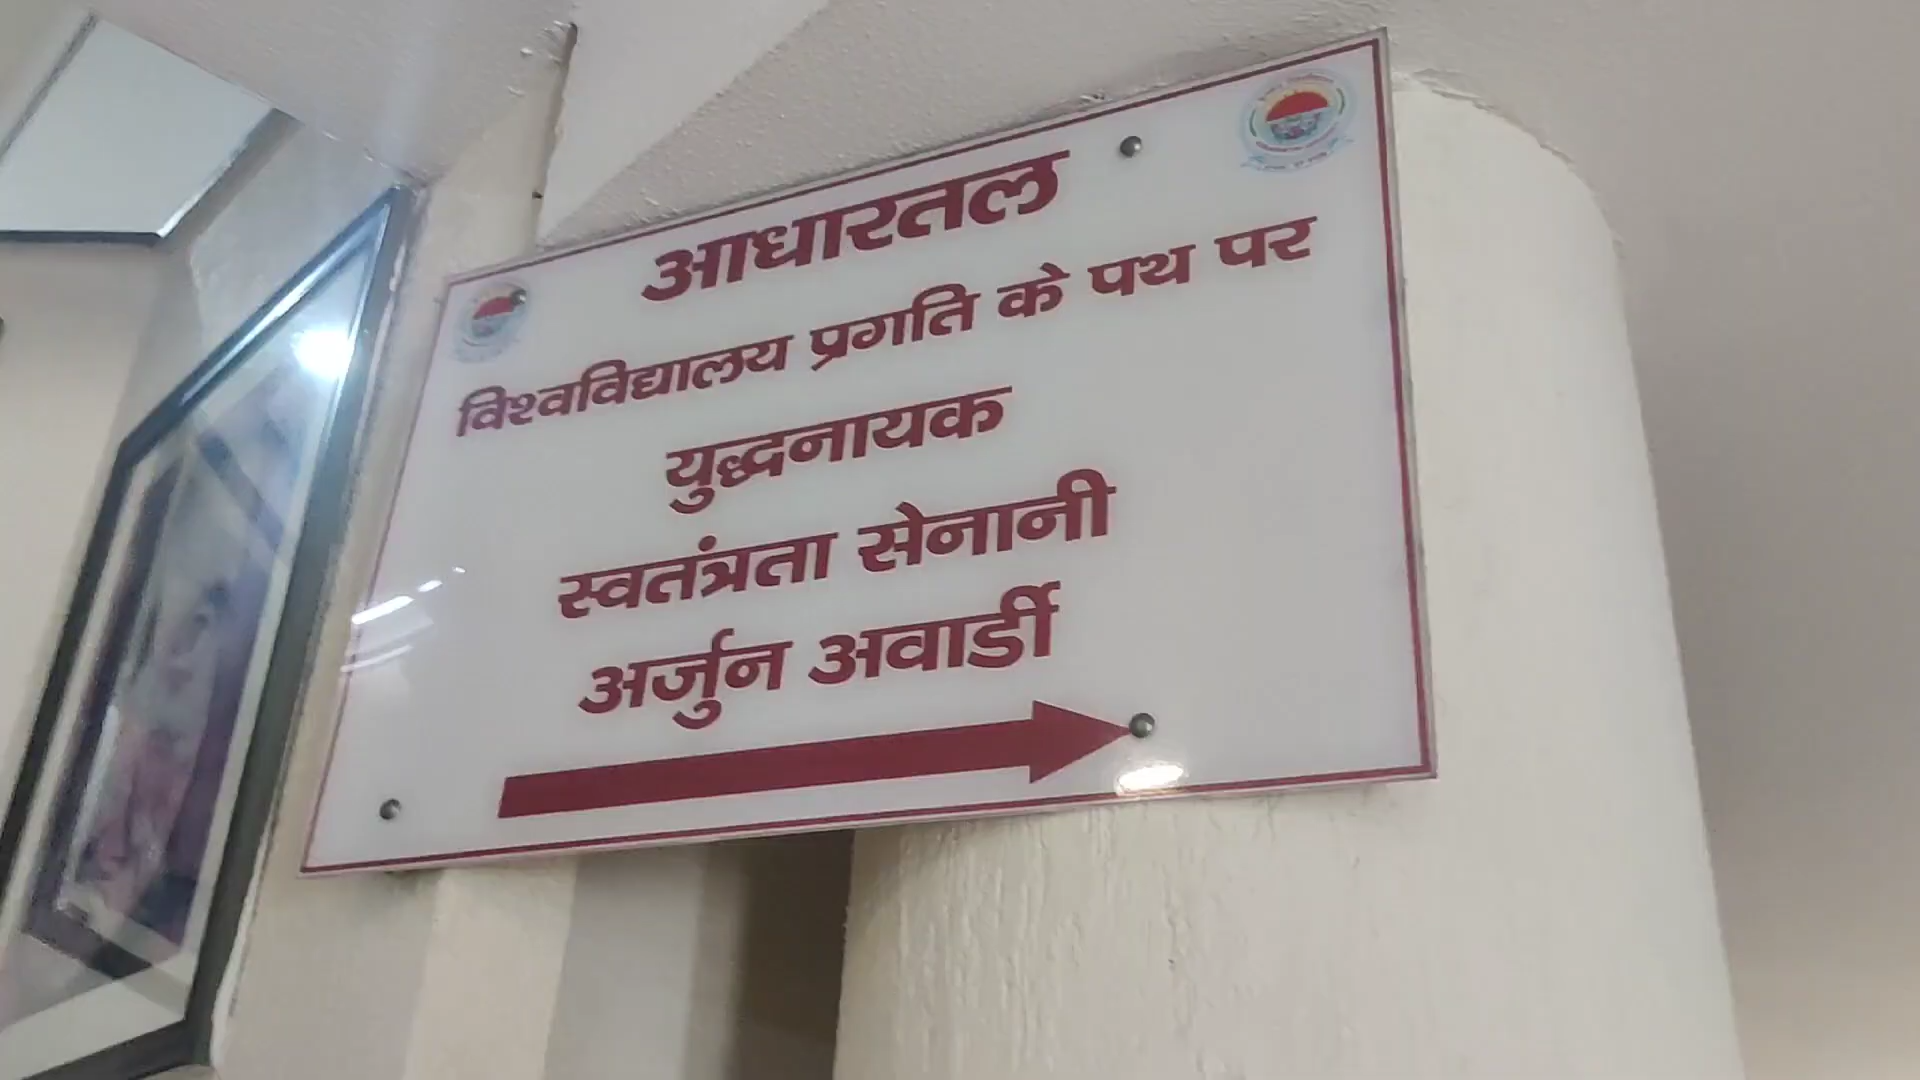 आधारतल
विश्वविद्यालय प्रगति के पथ पर
युद्धनायक
स्वतंत्रता सेनानी
अर्जुन अवार्डी